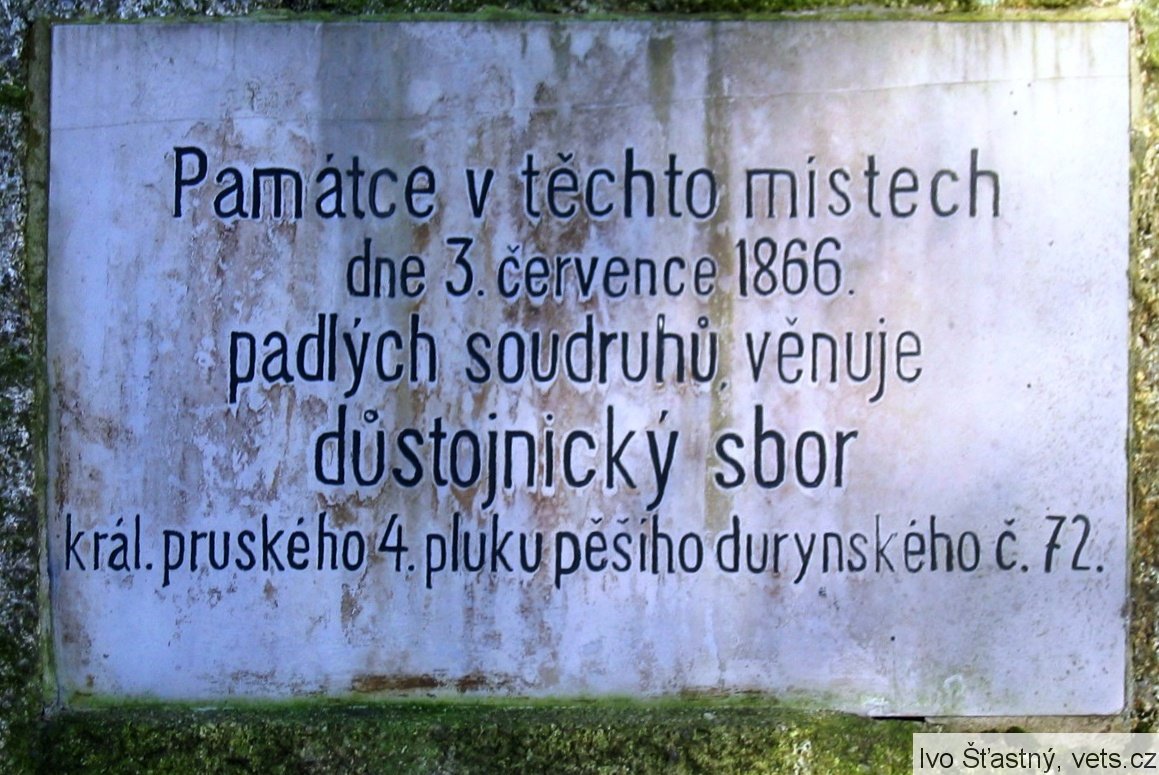 Památce v těchto místech
dne 3. července 1866.
padlých soudruhů, věnuje
důstojnický sbor
král. pruského 4. pluku pěšího durynského č. 72.
Ivo Šťastný, vets.cz